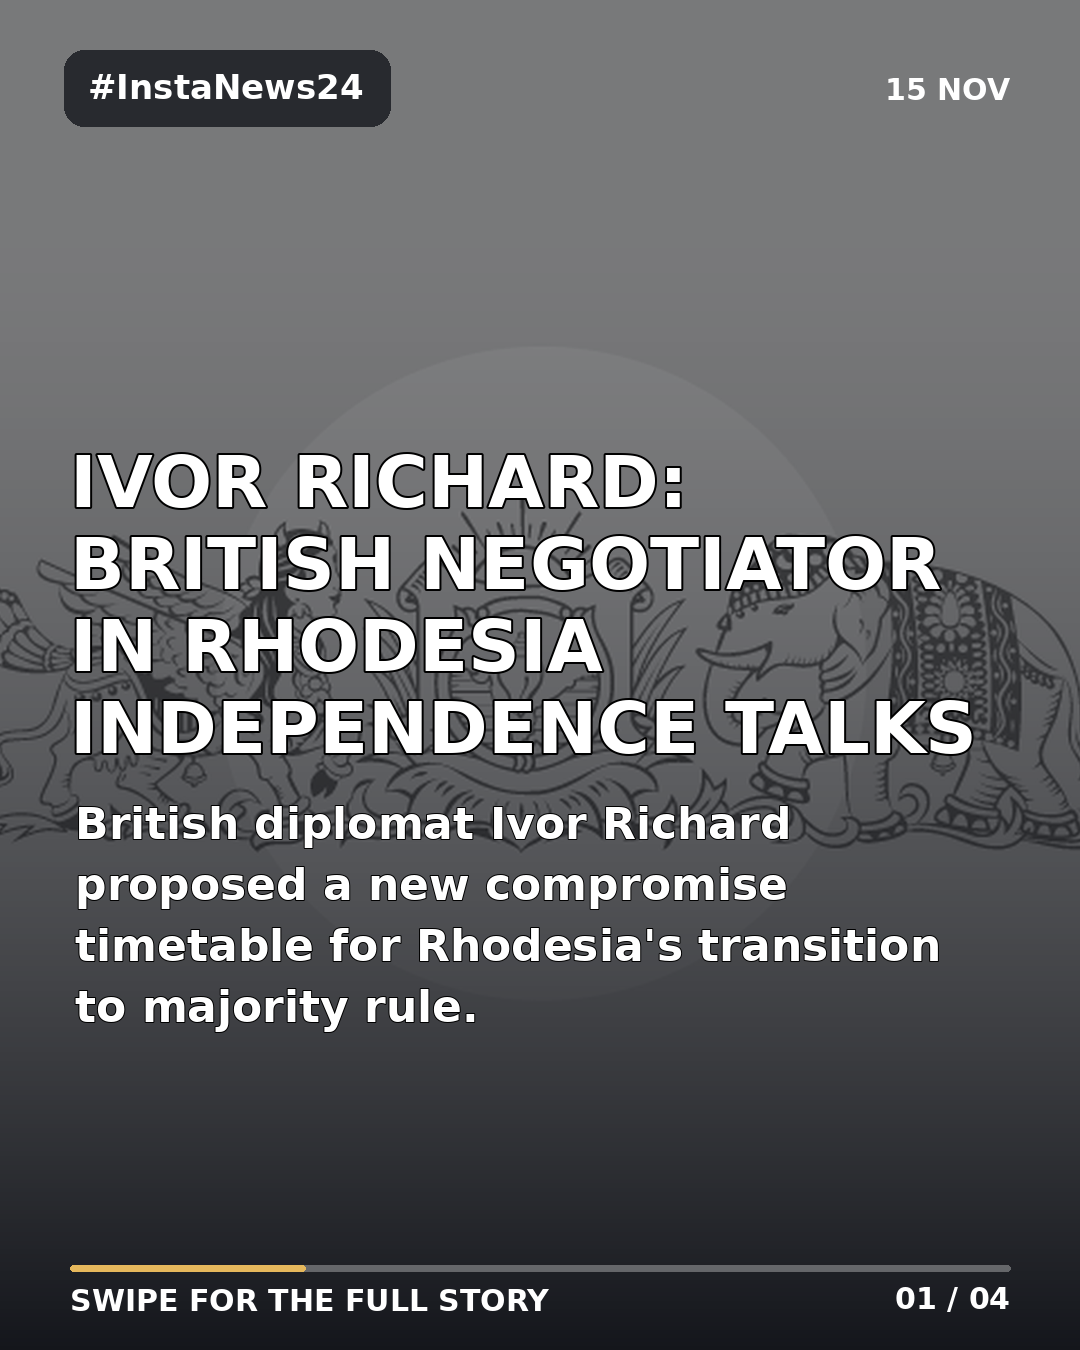 #InstaNews24
15 NOV
IVOR RICHARD:
BRITISH NEGOTIATOR
IN RHODESIA
INDEPENDENCE TALKS
British diplomat Ivor Richard
proposed a new compromise
timetable for Rhodesia's transition
to majority rule.
SWIPE FOR THE FULL STORY
01 / 04